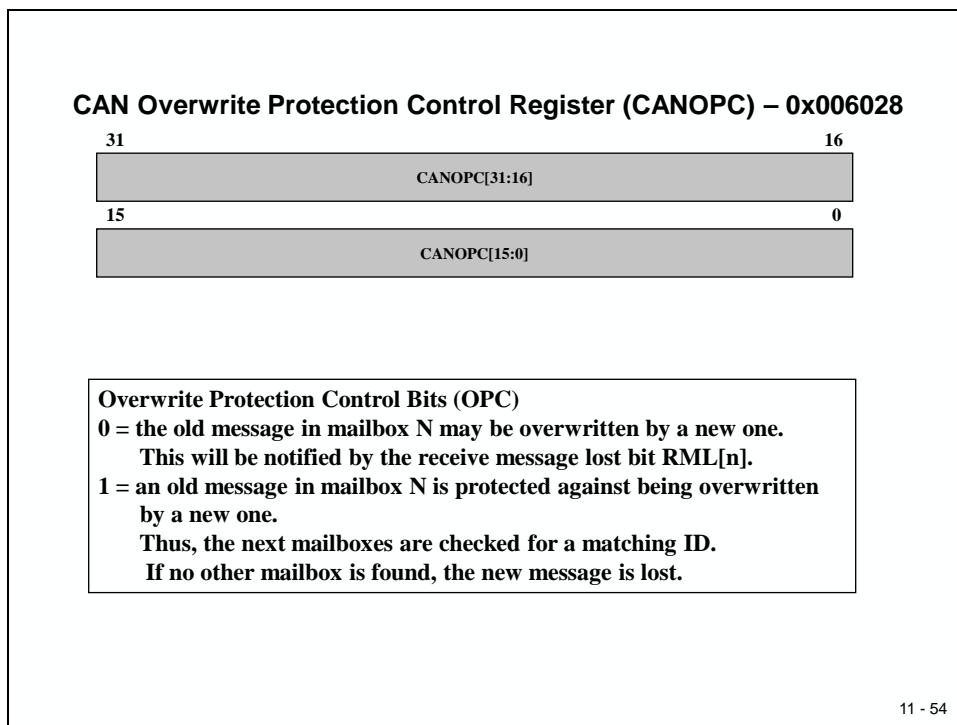 CAN Overwrite Protection Control Register (CANOPC) – 0x006028
31 16
CANOPC[31:16]
15 0
CANOPC[15:0]
Overwrite Protection Control Bits (OPC)
0 = the old message in mailbox N may be overwritten by a new one.
This will be notified by the receive message lost bit RML[n].
1 = an old message in mailbox N is protected against being overwritten
by a new one.
Thus, the next mailboxes are checked for a matching ID.
If no other mailbox is found, the new message is lost.
11 - 54